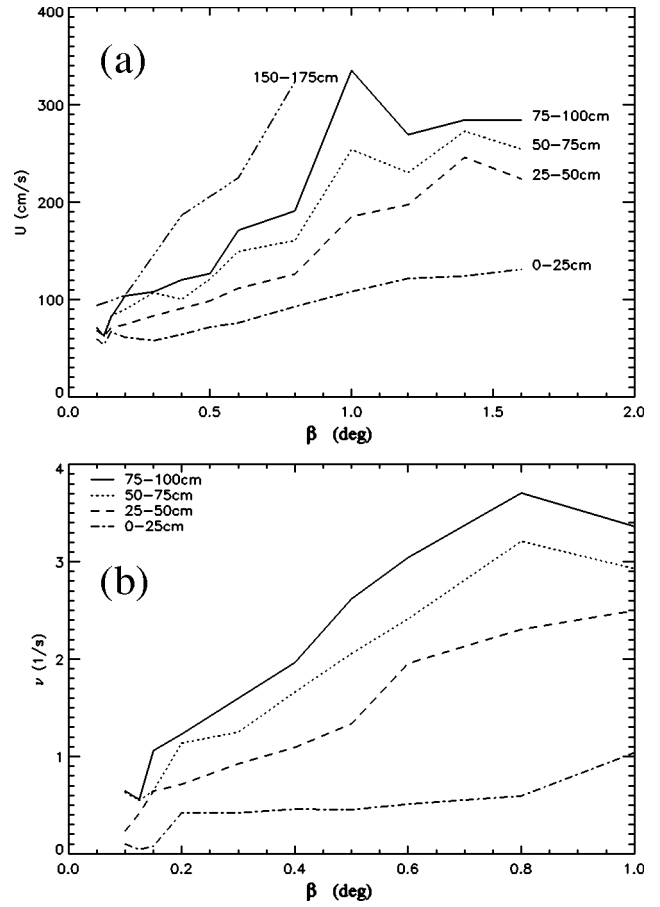 400
(a)
150–175cm
300
75–100cm
50–75cm
25–50cm
200
U (cm/s)
0–25cm
100
0
0.0 0.5 1.0 1.5 2.0
β (deg)
4
75–100cm
50–75cm
25–50cm
0–25cm
3
(b)
2
ν (1/s)
1
0
0.0 0.2 0.4 0.6 0.8 1.0
β (deg)